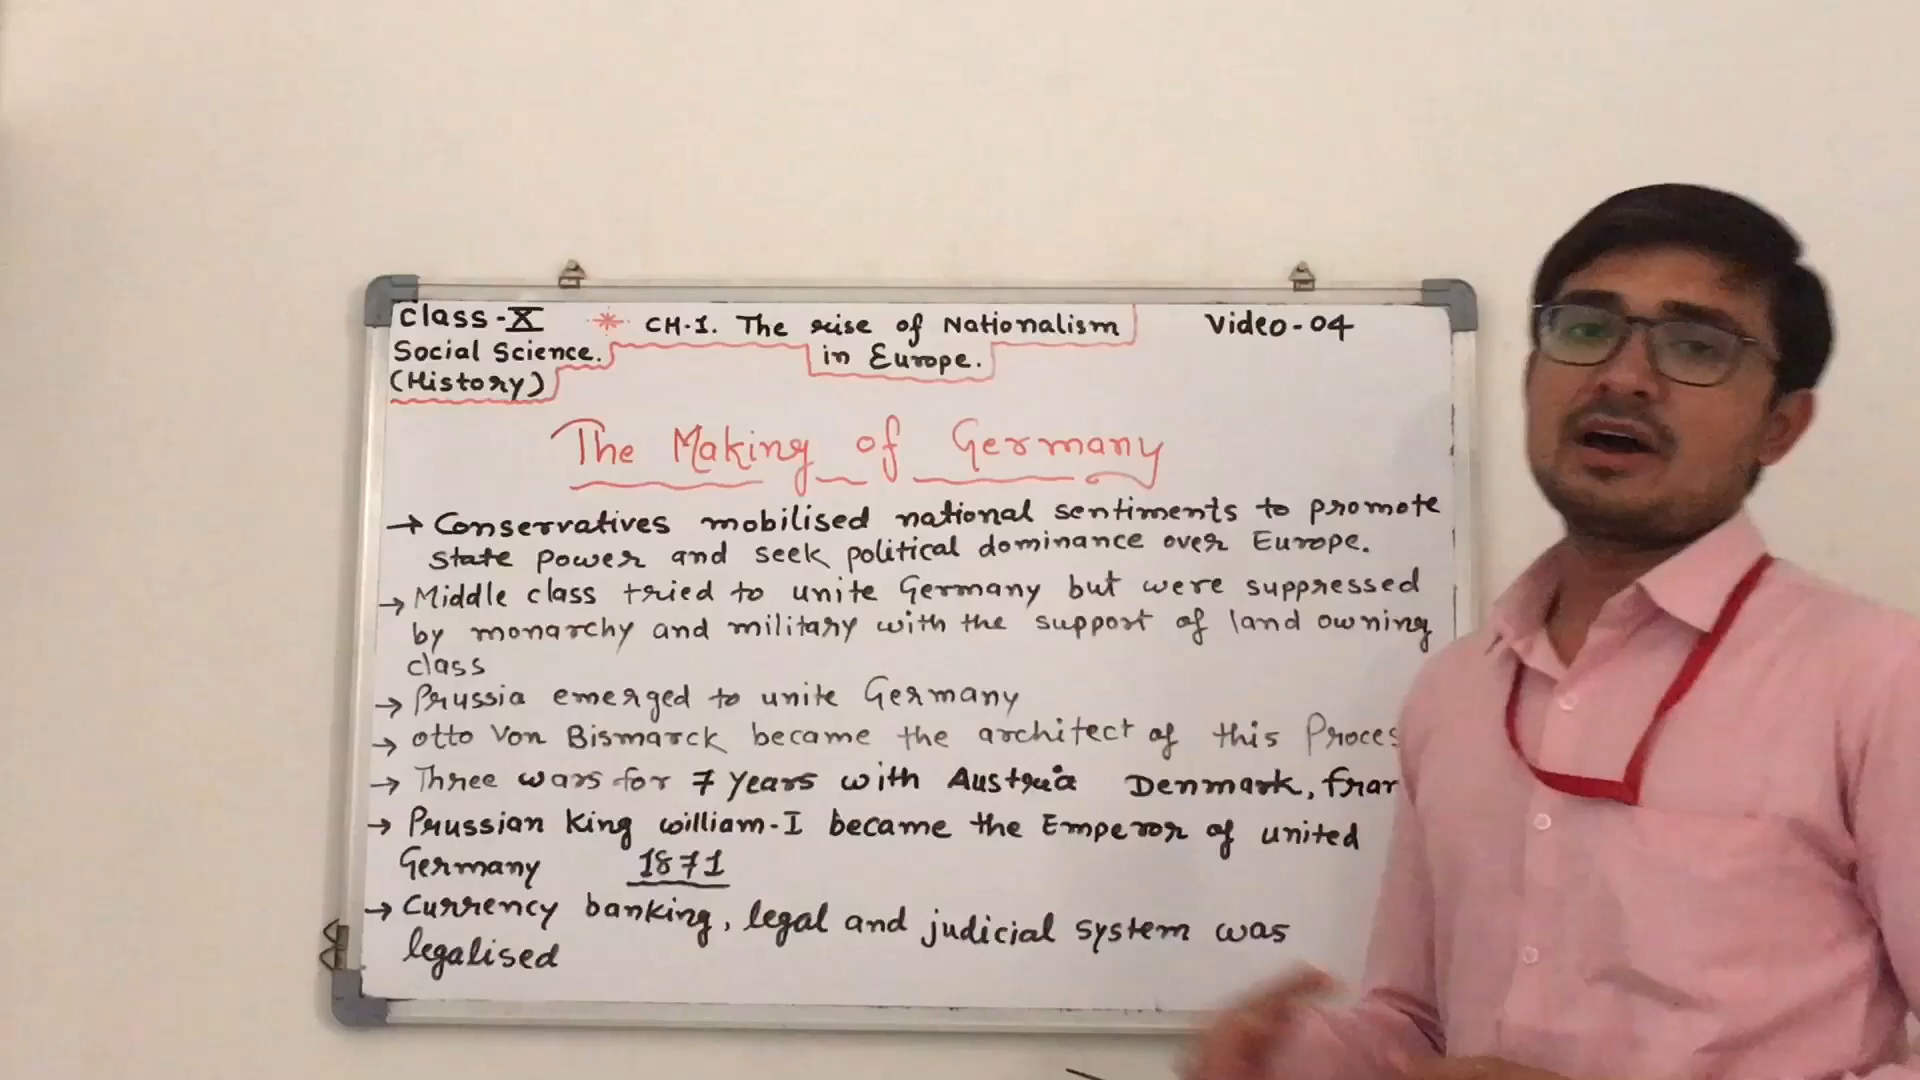 Class-X
Social Science.
(History)
CH-1. The rise of Nationalism
in Europe.
Video-04
The Making of Germany
→ Conservatives mobilised national sentiments to promote
state power and seek political dominance over Europe.
→ Middle class tried to unite Germany but were suppressed
by monarchy and military with the support of land owning
class
→ Prussia emerged to unite Germany
→ Otto Von Bismarck became the architect of this Proces
→ Three wars for 7 years with Austria Denmark, fran
→ Prussian King william-I became the Emperor of united
Germany 1871
→ Currency banking, legal and judicial system was
legalised